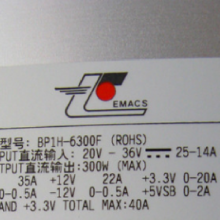 EMACS
型号: BP1H-6300F (ROHS)
PUT直流输入: 20V - 36V 25-14A
TPUT直流输出: 300W (MAX)
35A +12V 22A +3.3V 0-20A
0-0.5A -12V 0-0.5A +5VSB 0-2A
AND +3.3V TOTAL MAX: 40A